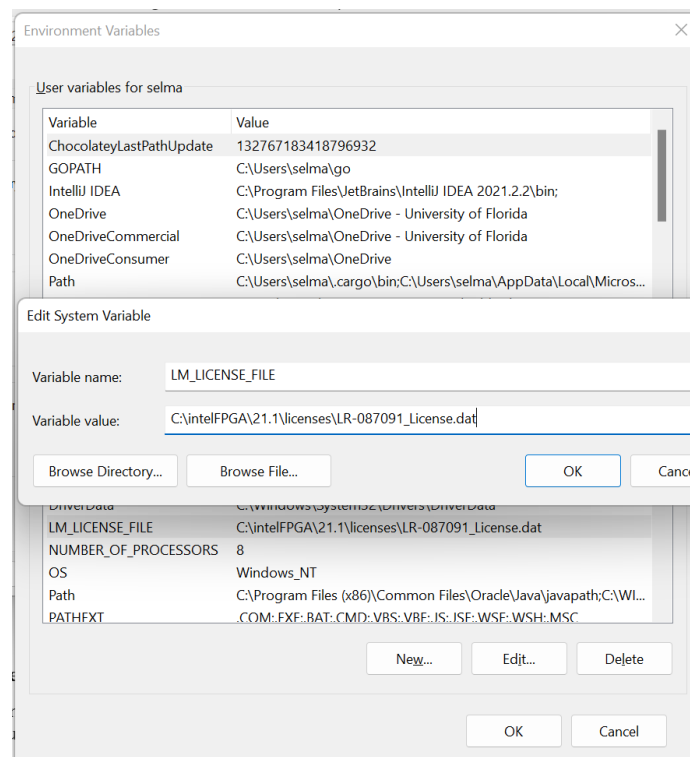 Environment Variables
User variables for selma
Variable Value
ChocolateyLastPathUpdate 132767183418796932
GOPATH C:\Users\selma\go
IntelliJ IDEA C:\Program Files\JetBrains\IntelliJ IDEA 2021.2.2\bin;
OneDrive C:\Users\selma\OneDrive - University of Florida
OneDriveCommercial C:\Users\selma\OneDrive - University of Florida
OneDriveConsumer C:\Users\selma\OneDrive
Path C:\Users\selma\.cargo\bin;C:\Users\selma\AppData\Local\Micros...
Edit System Variable
Variable name: LM_LICENSE_FILE
Variable value: C:\intelFPGA\21.1\licenses\LR-087091_License.dat
Browse Directory... Browse File... OK Cance
DriverData C:\Windows\System32\Drivers\DriverData
LM_LICENSE_FILE C:\intelFPGA\21.1\licenses\LR-087091_License.dat
NUMBER_OF_PROCESSORS 8
OS Windows_NT
Path C:\Program Files (x86)\Common Files\Oracle\Java\javapath;C:\WI...
PATHEXT .COM;.EXE;.BAT;.CMD;.VBS;.VBE;.JS;.JSE;.WSF;.WSH;.MSC
New... Edit... Delete
OK Cancel